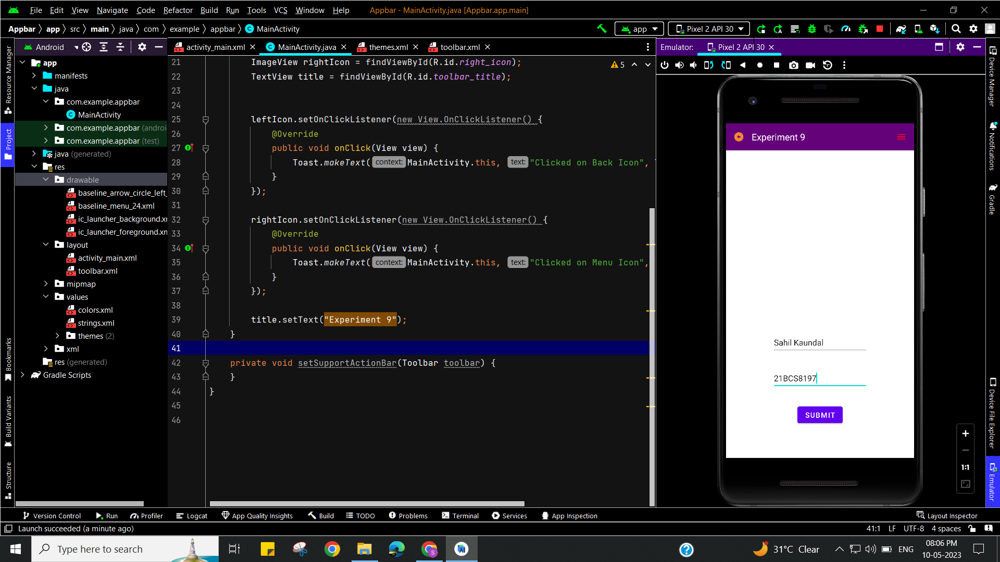 File Edit View Navigate Code Refactor Build Run Tools VCS Window Help Appbar - MainActivity.java [Appbar.app.main]
Appbar app src main java com example appbar MainActivity app Pixel 2 API 30
Android activity_main.xml MainActivity.java themes.xml toolbar.xml Emulator: Pixel 2 API 30
Resource Manager
Project
Bookmarks
Build Variants
Structure
app
manifests
java
com.example.appbar
MainActivity
com.example.appbar (androi
com.example.appbar (test)
java (generated)
res
drawable
baseline_arrow_circle_left_
baseline_menu_24.xml
ic_launcher_background.x
ic_launcher_foreground.xm
layout
activity_main.xml
toolbar.xml
mipmap
values
colors.xml
strings.xml
themes (2)
xml
res (generated)
Gradle Scripts
5
21 ImageView rightIcon = findViewById(R.id.right_icon);
22 TextView title = findViewById(R.id.toolbar_title);
23
24
25 leftIcon.setOnClickListener(new View.OnClickListener() {
26 @Override
27 public void onClick(View view) {
28 Toast.makeText( context: MainActivity.this, text: "Clicked on Back Icon",
29 }
30 });
31
32 rightIcon.setOnClickListener(new View.OnClickListener() {
33 @Override
34 public void onClick(View view) {
35 Toast.makeText( context: MainActivity.this, text: "Clicked on Menu Icon",
36 }
37 });
38
39 title.setText("Experiment 9");
40 }
41
42 private void setSupportActionBar(Toolbar toolbar) {
43 }
44 }
45
46
Experiment 9
Sahil Kaundal
21BCS8197
SUBMIT
1:1
Device Manager
Notifications
Gradle
Device File Explorer
Emulator
Version Control Run Profiler Logcat App Quality Insights Build TODO Problems Terminal Services App Inspection Layout Inspector
Launch succeeded (a minute ago) 41:1 LF UTF-8 4 spaces
Type here to search 31°C Clear ENG 08:06 PM
10-05-2023